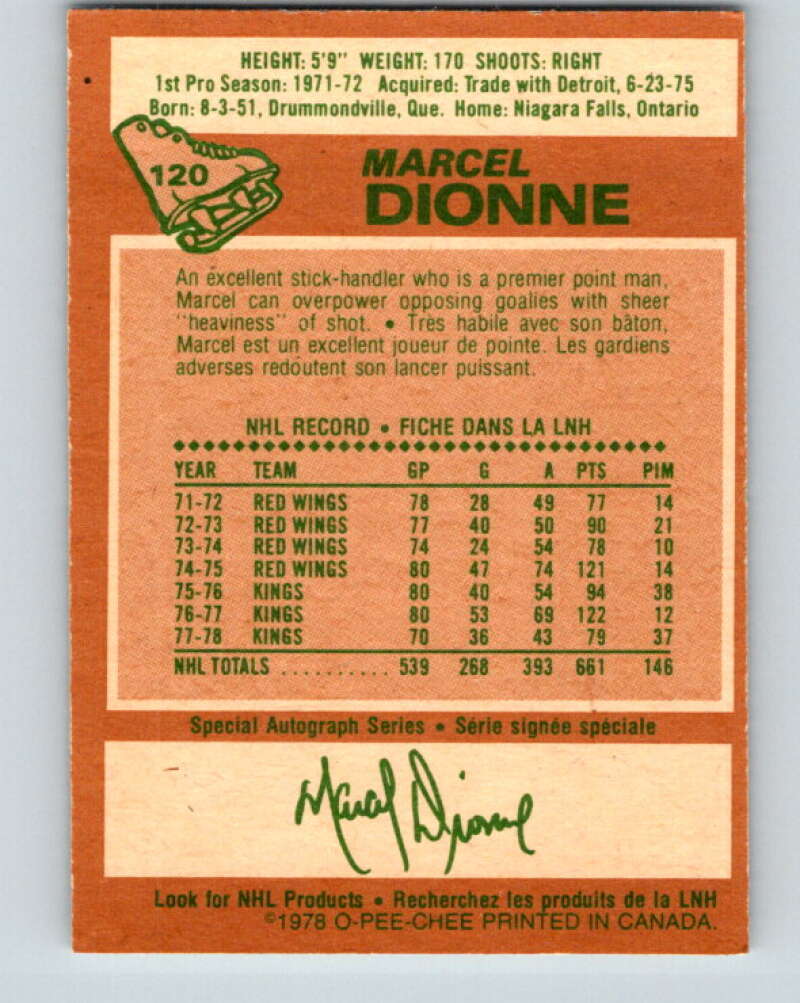 HEIGHT: 5'9" WEIGHT: 170 SHOOTS: RIGHT
1st Pro Season: 1971-72 Acquired: Trade with Detroit, 6-23-75
Born: 8-3-51, Drummondville, Que. Home: Niagara Falls, Ontario
120
MARCEL
DIONNE
An excellent stick-handler who is a premier point man,
Marcel can overpower opposing goalies with sheer
"heaviness" of shot. • Très habile avec son bâton,
Marcel est un excellent joueur de pointe. Les gardiens
adverses redoutent son lancer puissant.
NHL RECORD • FICHE DANS LA LNH
YEAR TEAM GP G A PTS PIM
71-72 RED WINGS 78 28 49 77 14
72-73 RED WINGS 77 40 50 90 21
73-74 RED WINGS 74 24 54 78 10
74-75 RED WINGS 80 47 74 121 14
75-76 KINGS 80 40 54 94 38
76-77 KINGS 80 53 69 122 12
77-78 KINGS 70 36 43 79 37
NHL TOTALS .......... 539 268 393 661 146
Special Autograph Series • Série signée spéciale
Marcel Dionne
Look for NHL Products • Recherchez les produits de la LNH
©1978 O-PEE-CHEE PRINTED IN CANADA.